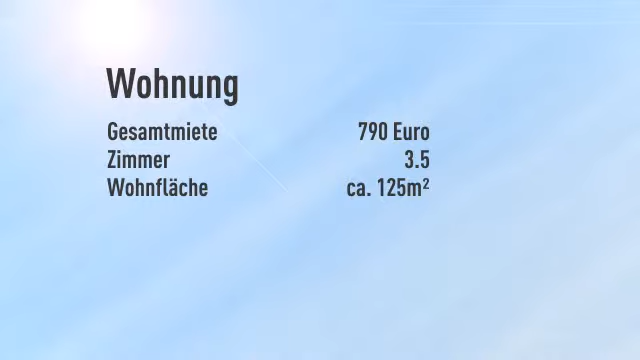 Wohnung
Gesamtmiete 790 Euro
Zimmer 3.5
Wohnfläche ca. 125m²